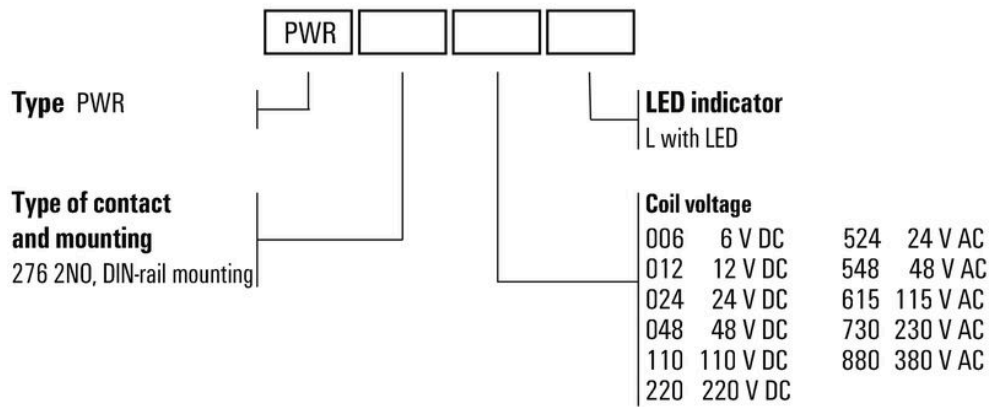 PWR
Type PWR
Type of contact
and mounting
276 2NO, DIN-rail mounting
LED indicator
L with LED
Coil voltage
006 6 V DC 524 24 V AC
012 12 V DC 548 48 V AC
024 24 V DC 615 115 V AC
048 48 V DC 730 230 V AC
110 110 V DC 880 380 V AC
220 220 V DC